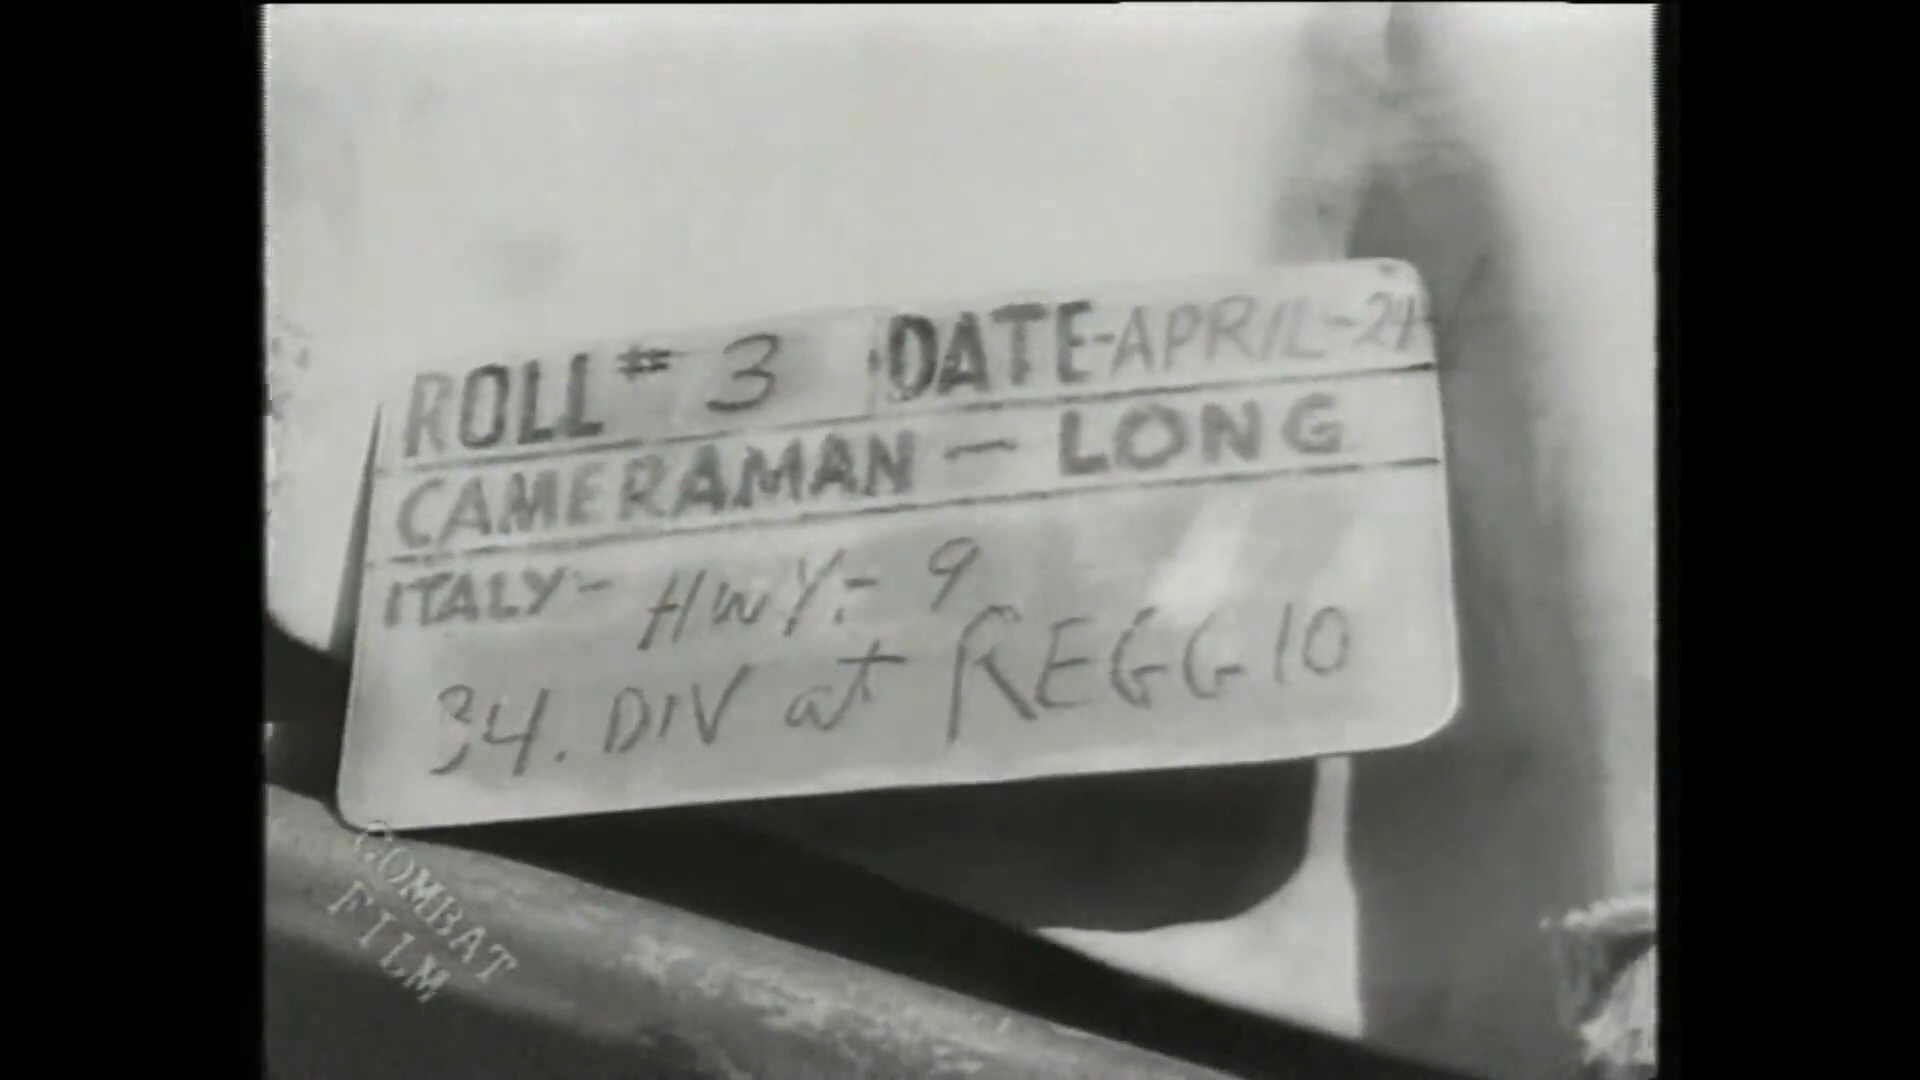 ROLL # 3 DATE-APRIL-24
CAMERAMAN - LONG
ITALY- HWY.- 9
34. DIV at REGGIO
COMBAT
FILM